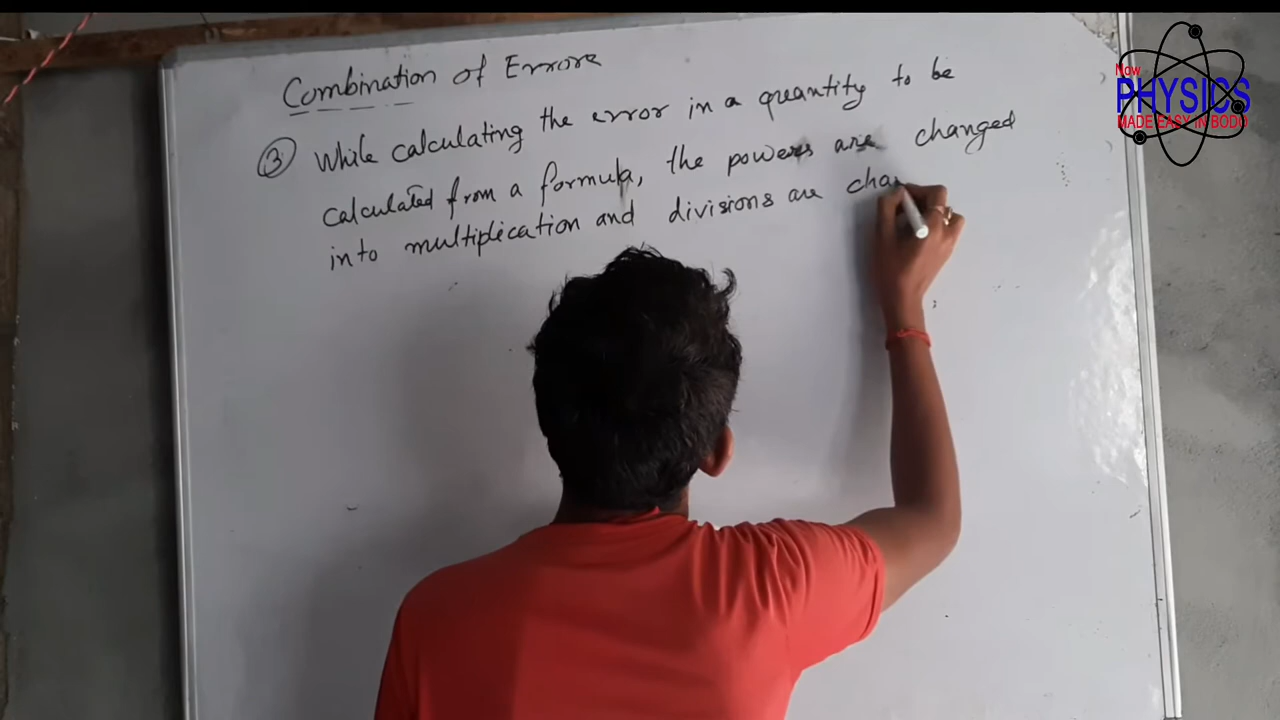 Combination of Errors
③ While calculating the error in a quantity to be
calculated from a formula, the powers are changed
into multiplication and divisions are chan
Now
PHYSICS
MADE EASY IN BODO